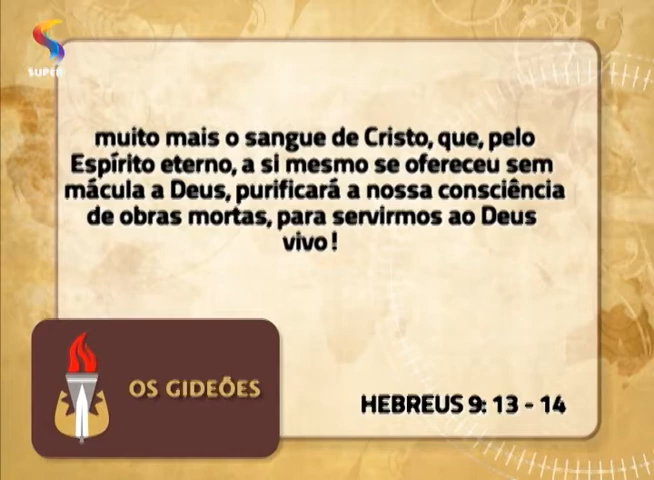 SUPER
muito mais o sangue de Cristo, que, pelo
Espírito eterno, a si mesmo se ofereceu sem
mácula a Deus, purificará a nossa consciência
de obras mortas, para servirmos ao Deus
vivo!
OS GIDEÕES
HEBREUS 9: 13 - 14